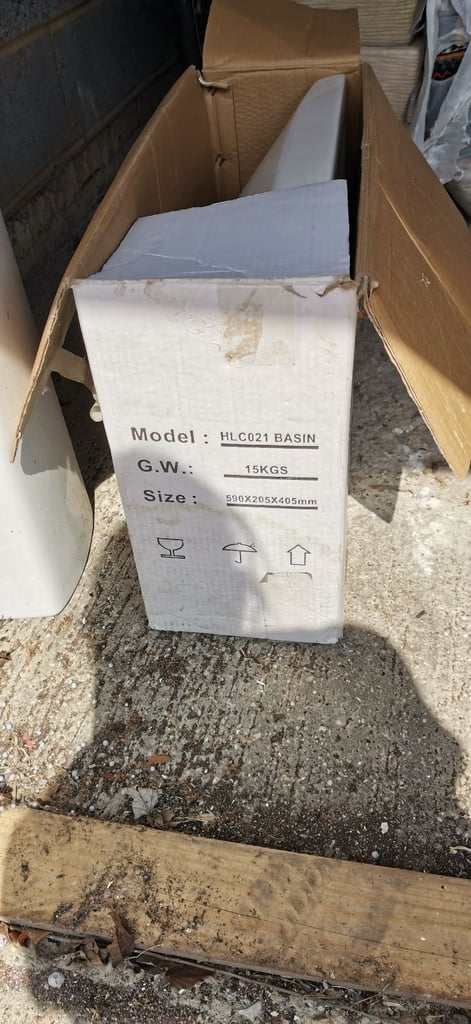 Model : HLC021 BASIN
G.W.: 15KGS
Size : 590X205X405mm